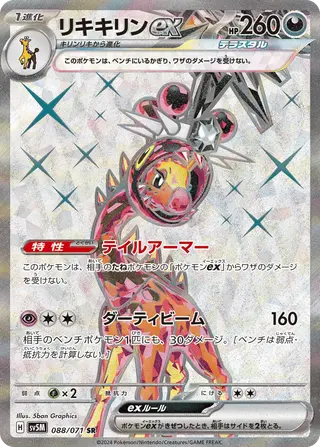 1進化
リキキリンex
HP260
キリンリキから進化
テラスタル
このポケモンは、ベンチにいるかぎり、ワザのダメージを受けない。
特性 テイルアーマー
このポケモンは、相手のたねポケモンの「ポケモンex」からワザのダメージを受けない。
ダーティビーム 160
相手のベンチポケモン1匹にも、30ダメージ。[ベンチは弱点・
抵抗力を計算しない。]
弱点 ×2 抵抗力 にげる
Illus. 5ban Graphics
H SV5M 088/071 SR
exルール
ポケモンexがきぜつしたとき、相手はサイドを2枚とる。
©2024 Pokémon/Nintendo/Creatures/GAME FREAK.